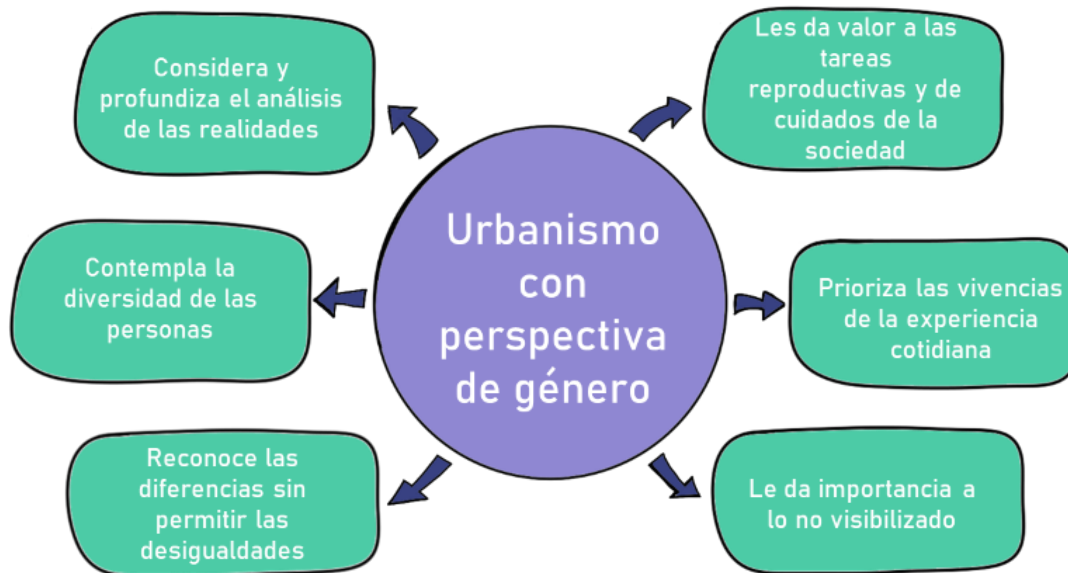 Considera y
profundiza el análisis
de las realidades
Les da valor a las
tareas
reproductivas y de
cuidados de la
sociedad
Urbanismo
con
perspectiva
de género
Contempla la
diversidad de las
personas
Prioriza las vivencias
de la experiencia
cotidiana
Reconoce las
diferencias sin
permitir las
desigualdades
Le da importancia a
lo no visibilizado